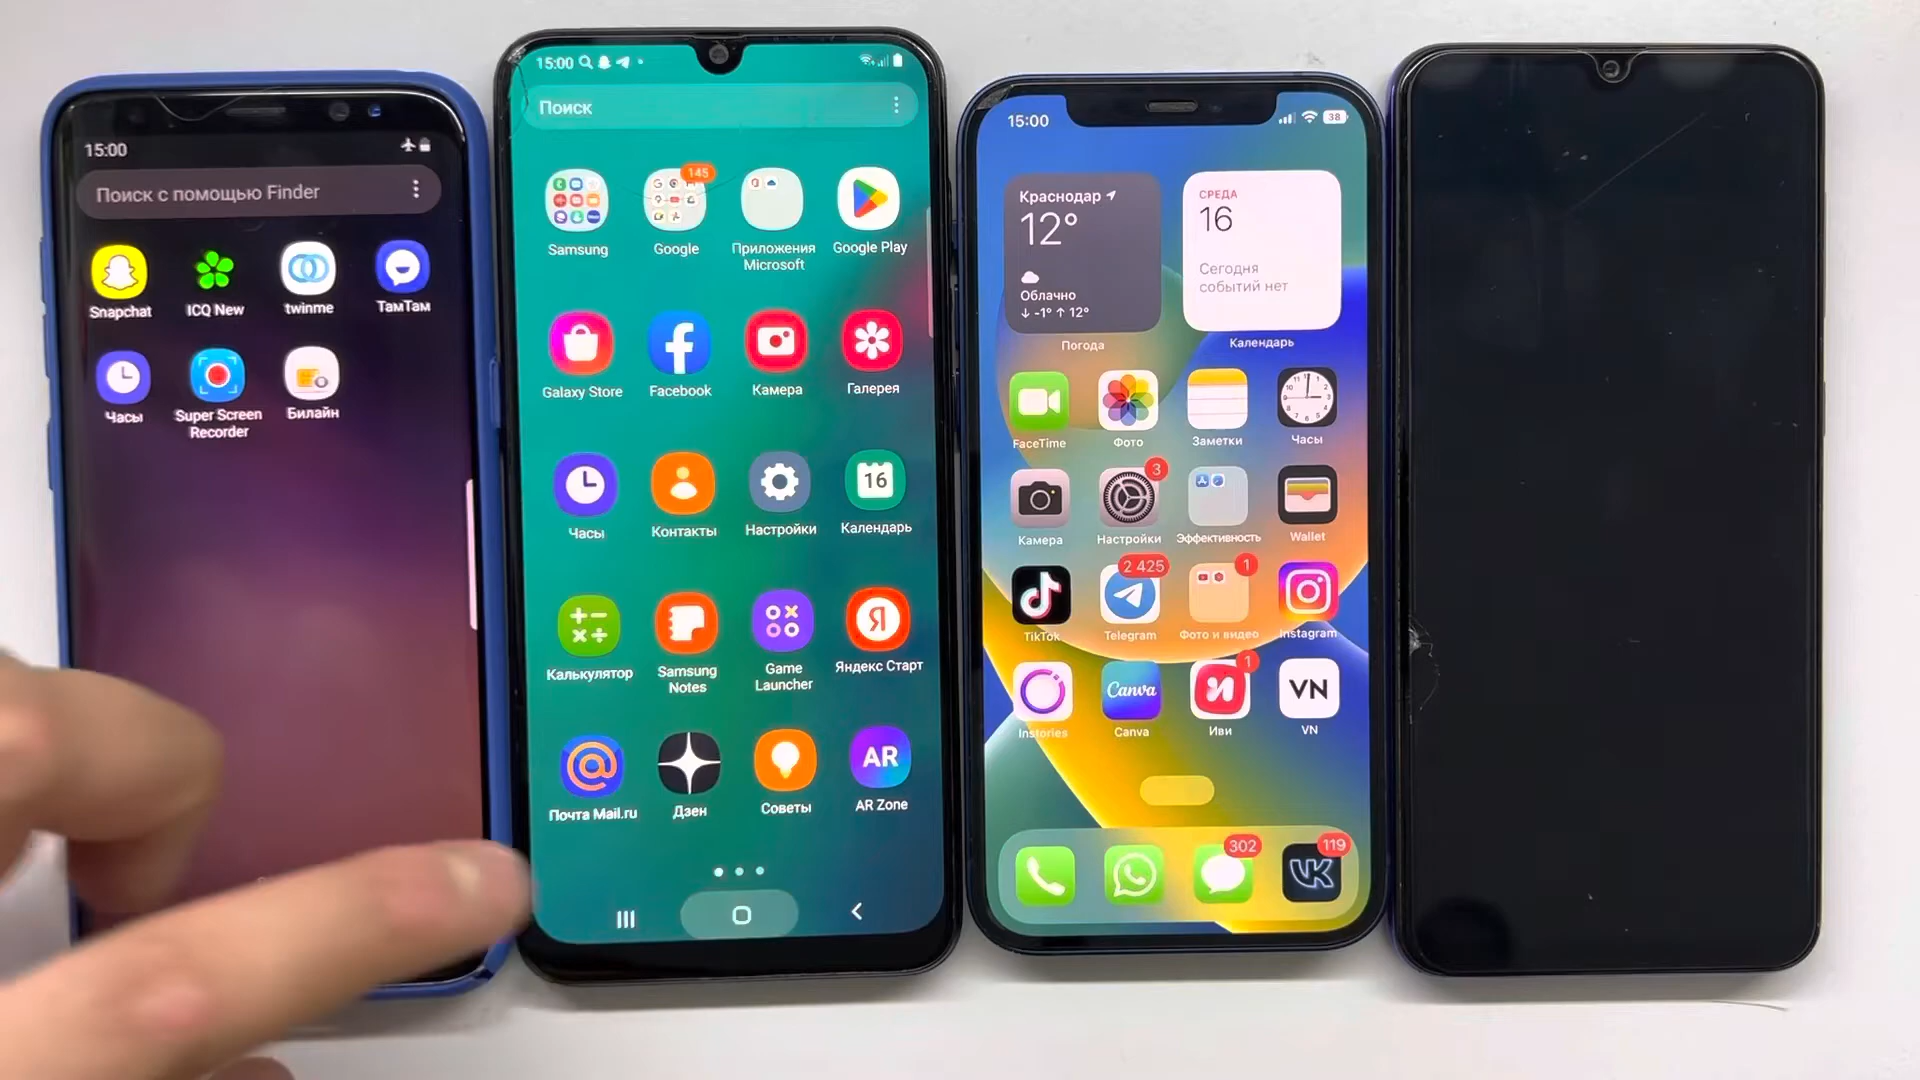 15:00
Поиск с помощью Finder
Snapchat
ICQ New
twinme
ТамТам
Часы
Super Screen
Recorder
Билайн
15:00
Поиск
145
Samsung
Google
Приложения
Microsoft
Google Play
Galaxy Store
Facebook
Камера
Галерея
16
Часы
Контакты
Настройки
Календарь
Я
Калькулятор
Samsung
Notes
Game
Launcher
Яндекс Старт
AR
Почта Mail.ru
Дзен
Советы
AR Zone
15:00
38
Краснодар
12°
Облачно
↓ -1° ↑ 12°
Погода
СРЕДА
16
Сегодня
событий нет
Календарь
FaceTime
Фото
Заметки
Часы
3
Камера
Настройки
Эффективность
Wallet
2 425
1
TikTok
Telegram
Фото и видео
Instagram
1
Canva
VN
Instories
Canva
Иви
VN
302
119
VK